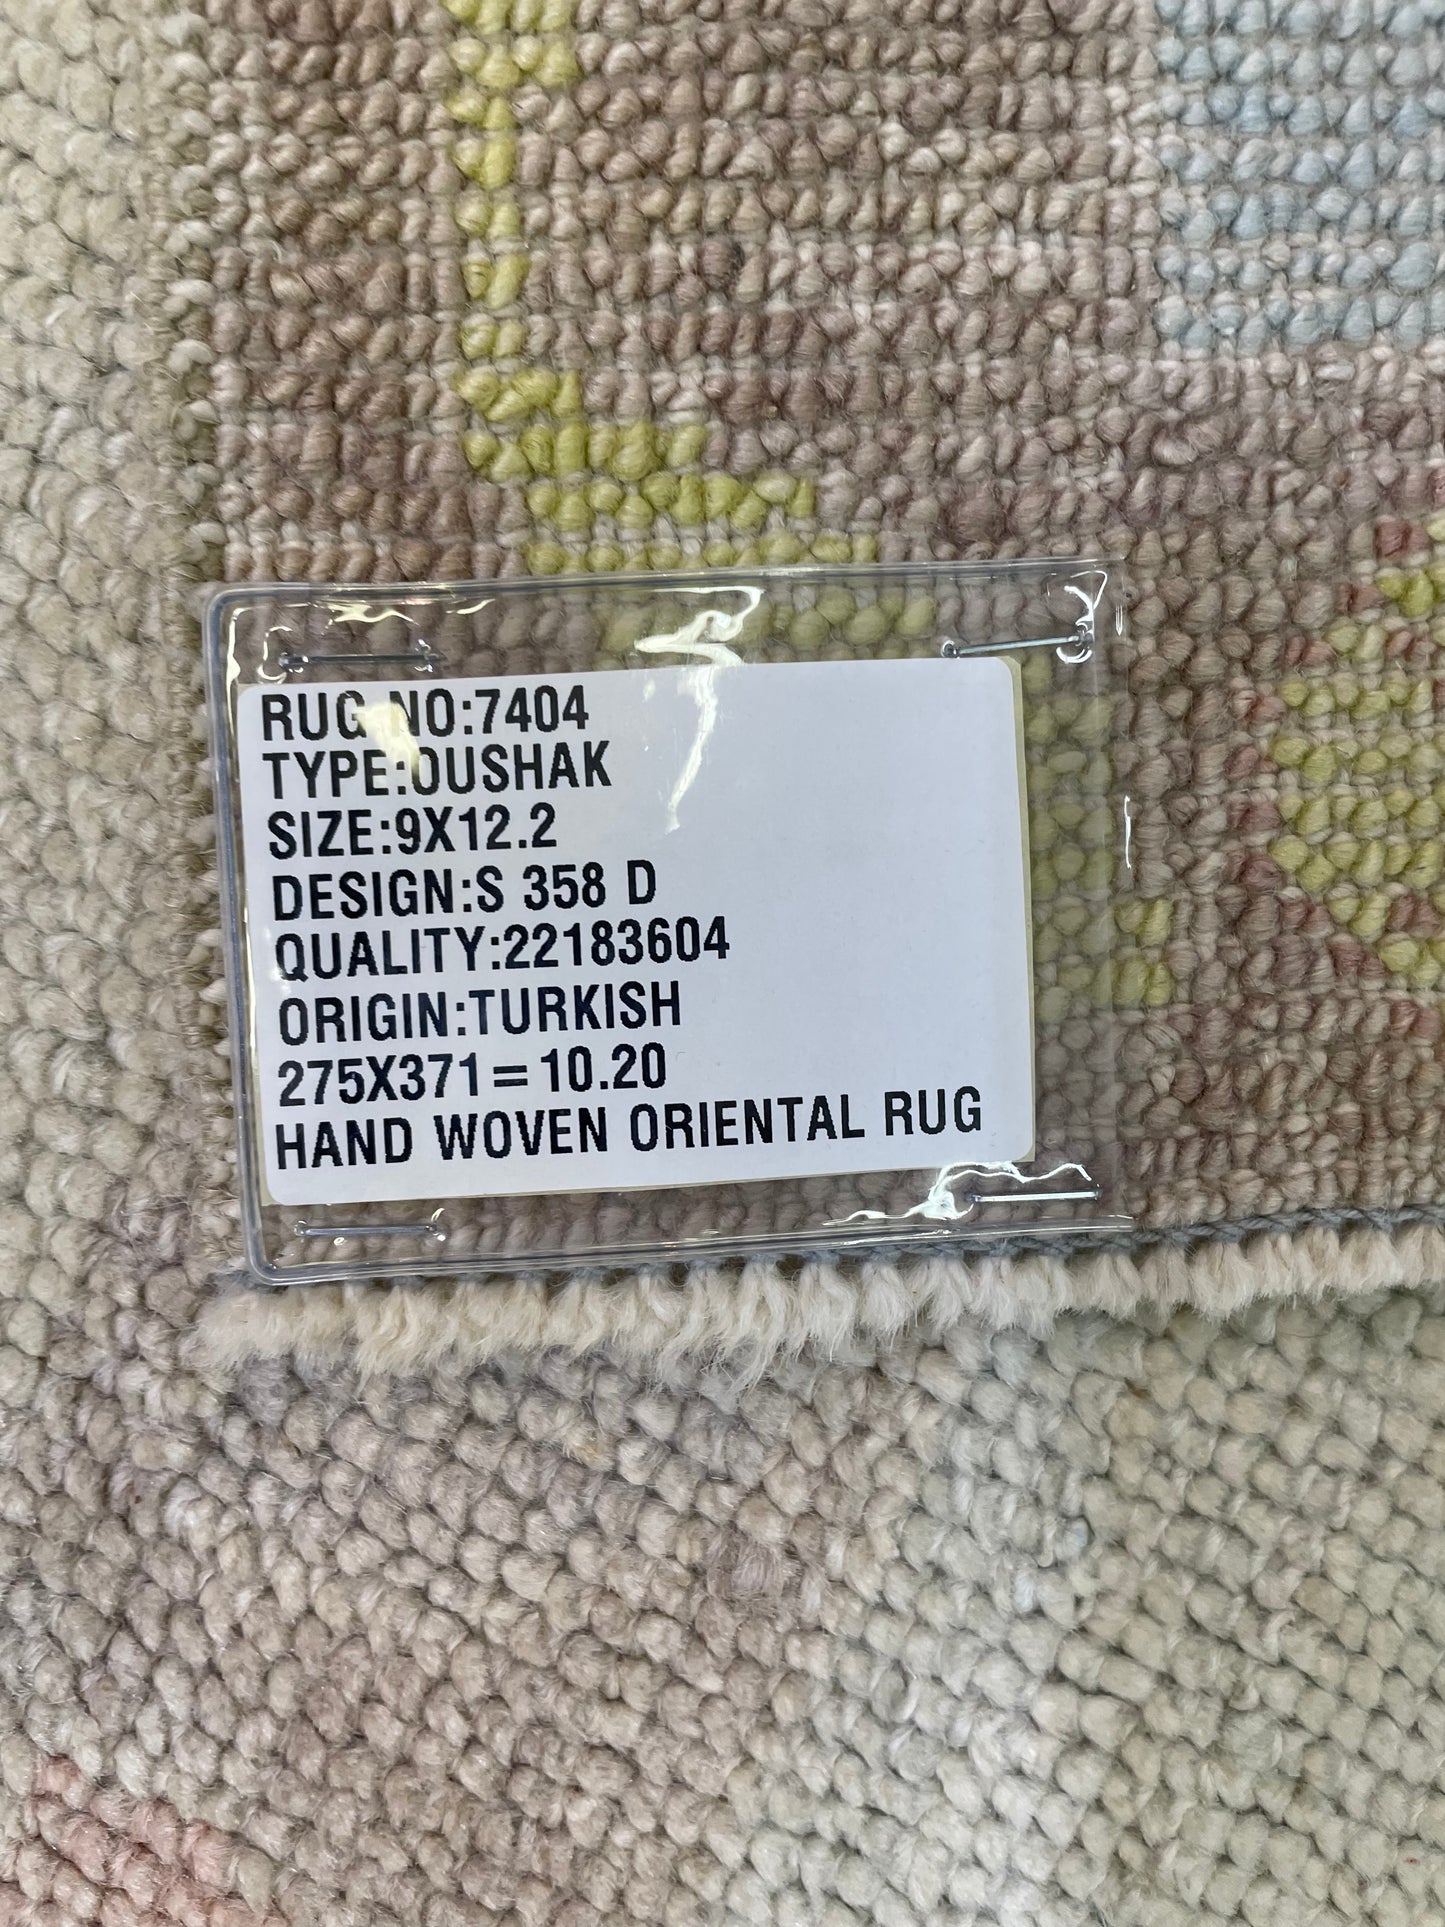 RUG NO:7404
TYPE:OUSHAK
SIZE:9X12.2
DESIGN:S 358 D
QUALITY:22183604
ORIGIN:TURKISH
275X371=10.20
HAND WOVEN ORIENTAL RUG